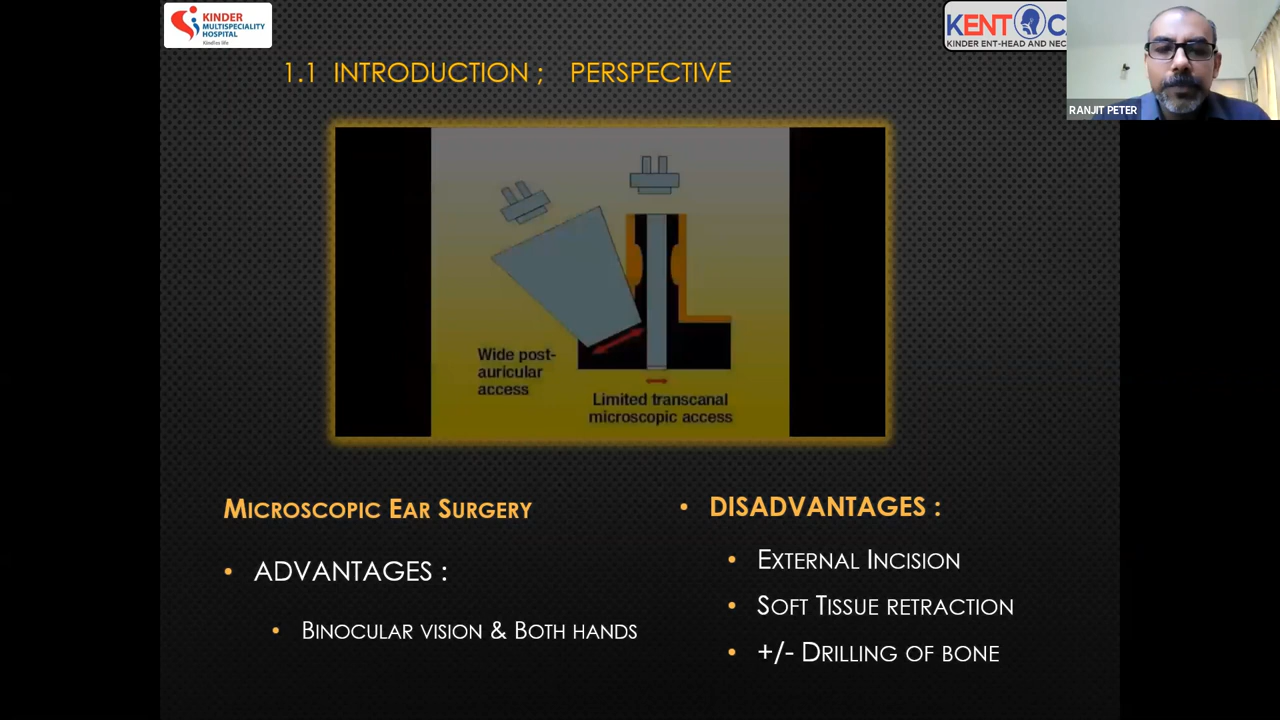 KINDER
MULTISPECIALITY
HOSPITAL
KENT
KINDER ENT-HEAD AND NEC
RANJIT PETER
1.1 INTRODUCTION ; PERSPECTIVE
Wide post-
auricular
access
Limited transcanal
microscopic access
MICROSCOPIC EAR SURGERY
• ADVANTAGES :
• BINOCULAR VISION & BOTH HANDS
• DISADVANTAGES :
• EXTERNAL INCISION
• SOFT TISSUE RETRACTION
• +/- DRILLING OF BONE